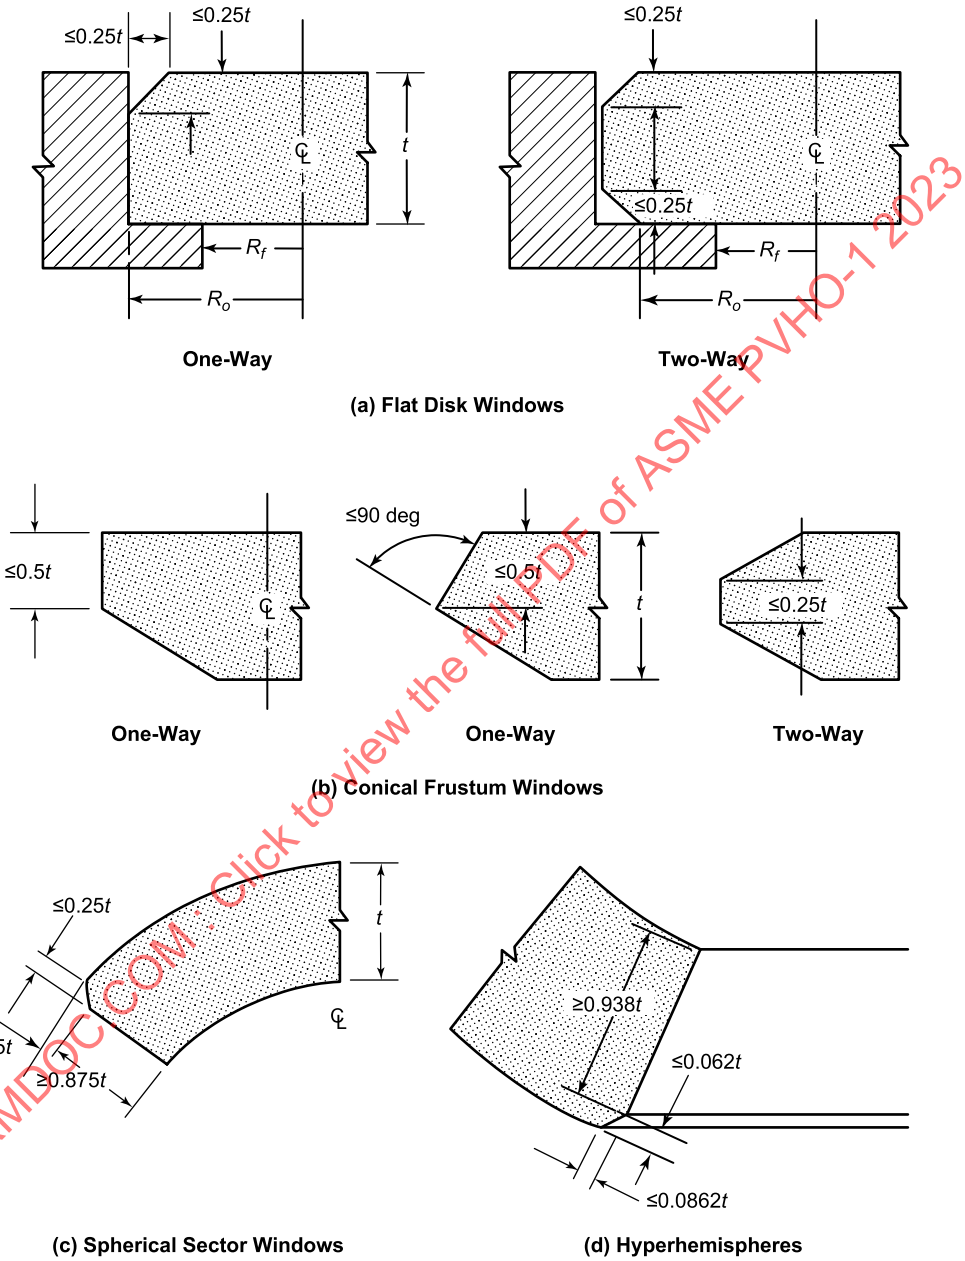 ≤0.25t
≤0.25t
≤0.25t
t
℄
℄
≤0.25t
Rf
Rf
Ro
Ro
One-Way
Two-Way
(a) Flat Disk Windows
≤90 deg
≤0.5t
≤0.5t
t
≤0.25t
℄
One-Way
One-Way
Two-Way
(b) Conical Frustum Windows
≤0.25t
t
℄
5t
≥0.875t
≥0.938t
≤0.062t
≤0.0862t
(c) Spherical Sector Windows
(d) Hyperhemispheres
MDOC.COM : Click to view the full PDF of ASME PVHO-1 2023